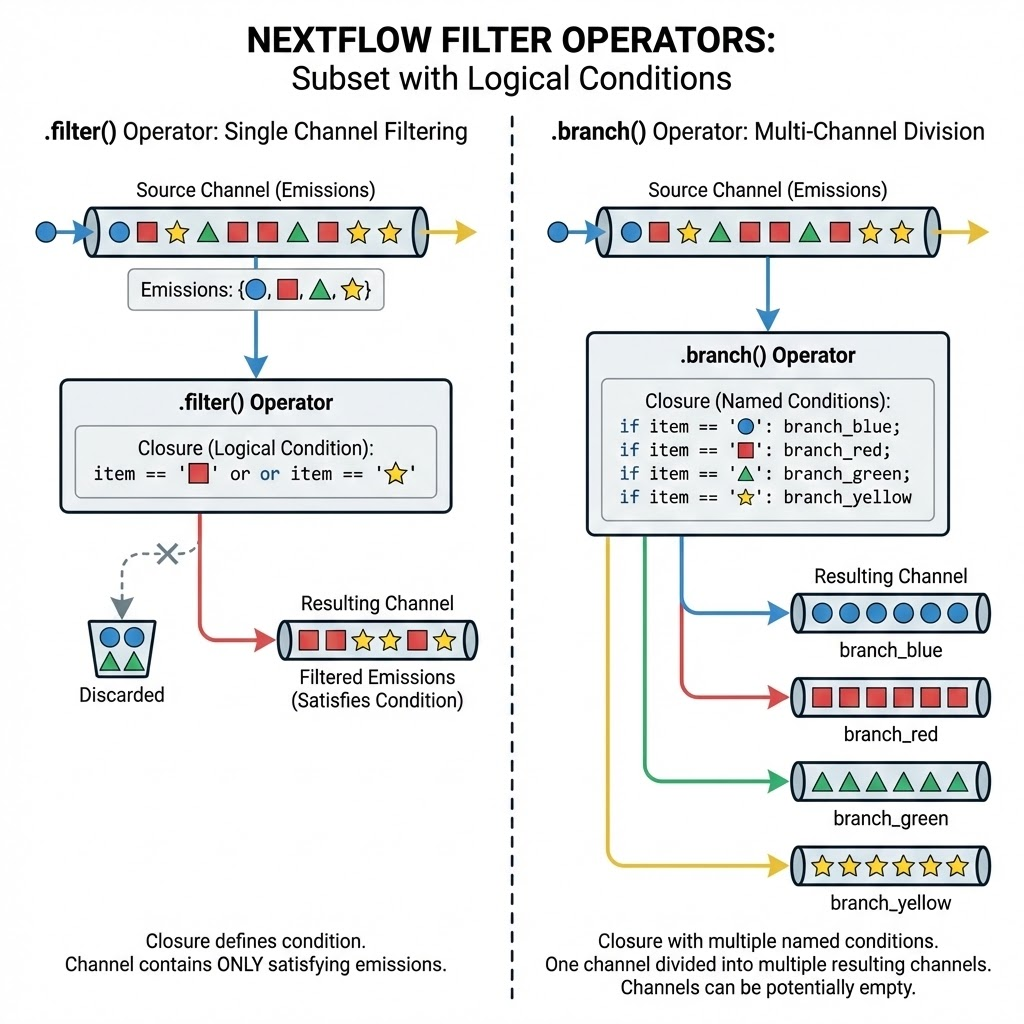 NEXTFLOW FILTER OPERATORS:
Subset with Logical Conditions
.filter() Operator: Single Channel Filtering
Source Channel (Emissions)
Emissions: { , , , }
.filter() Operator
Closure (Logical Condition):
item == ' ' or or item == ' '
Discarded
Resulting Channel
Filtered Emissions
(Satisfies Condition)
Closure defines condition.
Channel contains ONLY satisfying emissions.
.branch() Operator: Multi-Channel Division
Source Channel (Emissions)
.branch() Operator
Closure (Named Conditions):
if item == ' ': branch_blue;
if item == ' ': branch_red;
if item == ' ': branch_green;
if item == ' ': branch_yellow
Resulting Channel
branch_blue
branch_red
branch_green
branch_yellow
Closure with multiple named conditions.
One channel divided into multiple resulting channels.
Channels can be potentially empty.